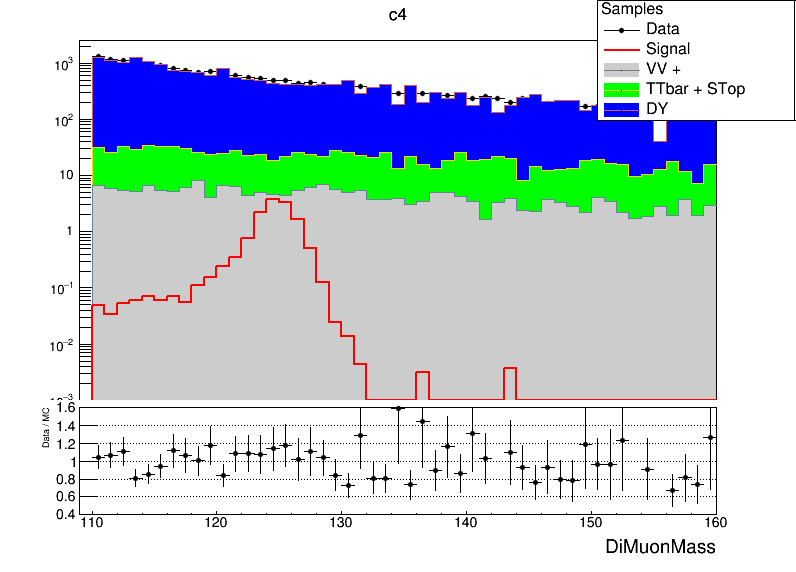 c4
Samples
Data
Signal
VV +
TTbar + STop
DY
10³
10²
10
1
10⁻¹
10⁻²
10⁻³
Data / MC
1.6
1.4
1.2
1
0.8
0.6
0.4
110 120 130 140 150 160
DiMuonMass